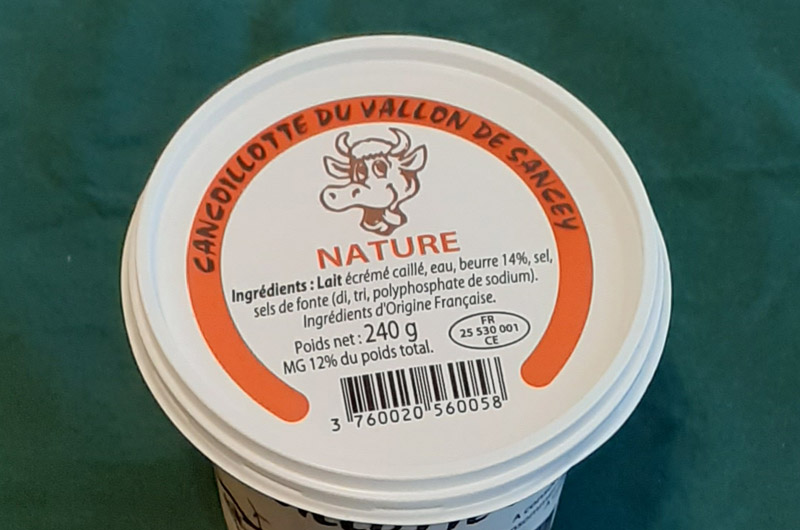 CANCOILLOTTE DU VALLON DE SANCEY
NATURE
Ingrédients : Lait écrémé caillé, eau, beurre 14%, sel,
sels de fonte (di, tri, polyphosphate de sodium).
Ingrédients d'Origine Française.
Poids net : 240 g
MG 12% du poids total.
FR
25 530 001
CE
3 760020 560058